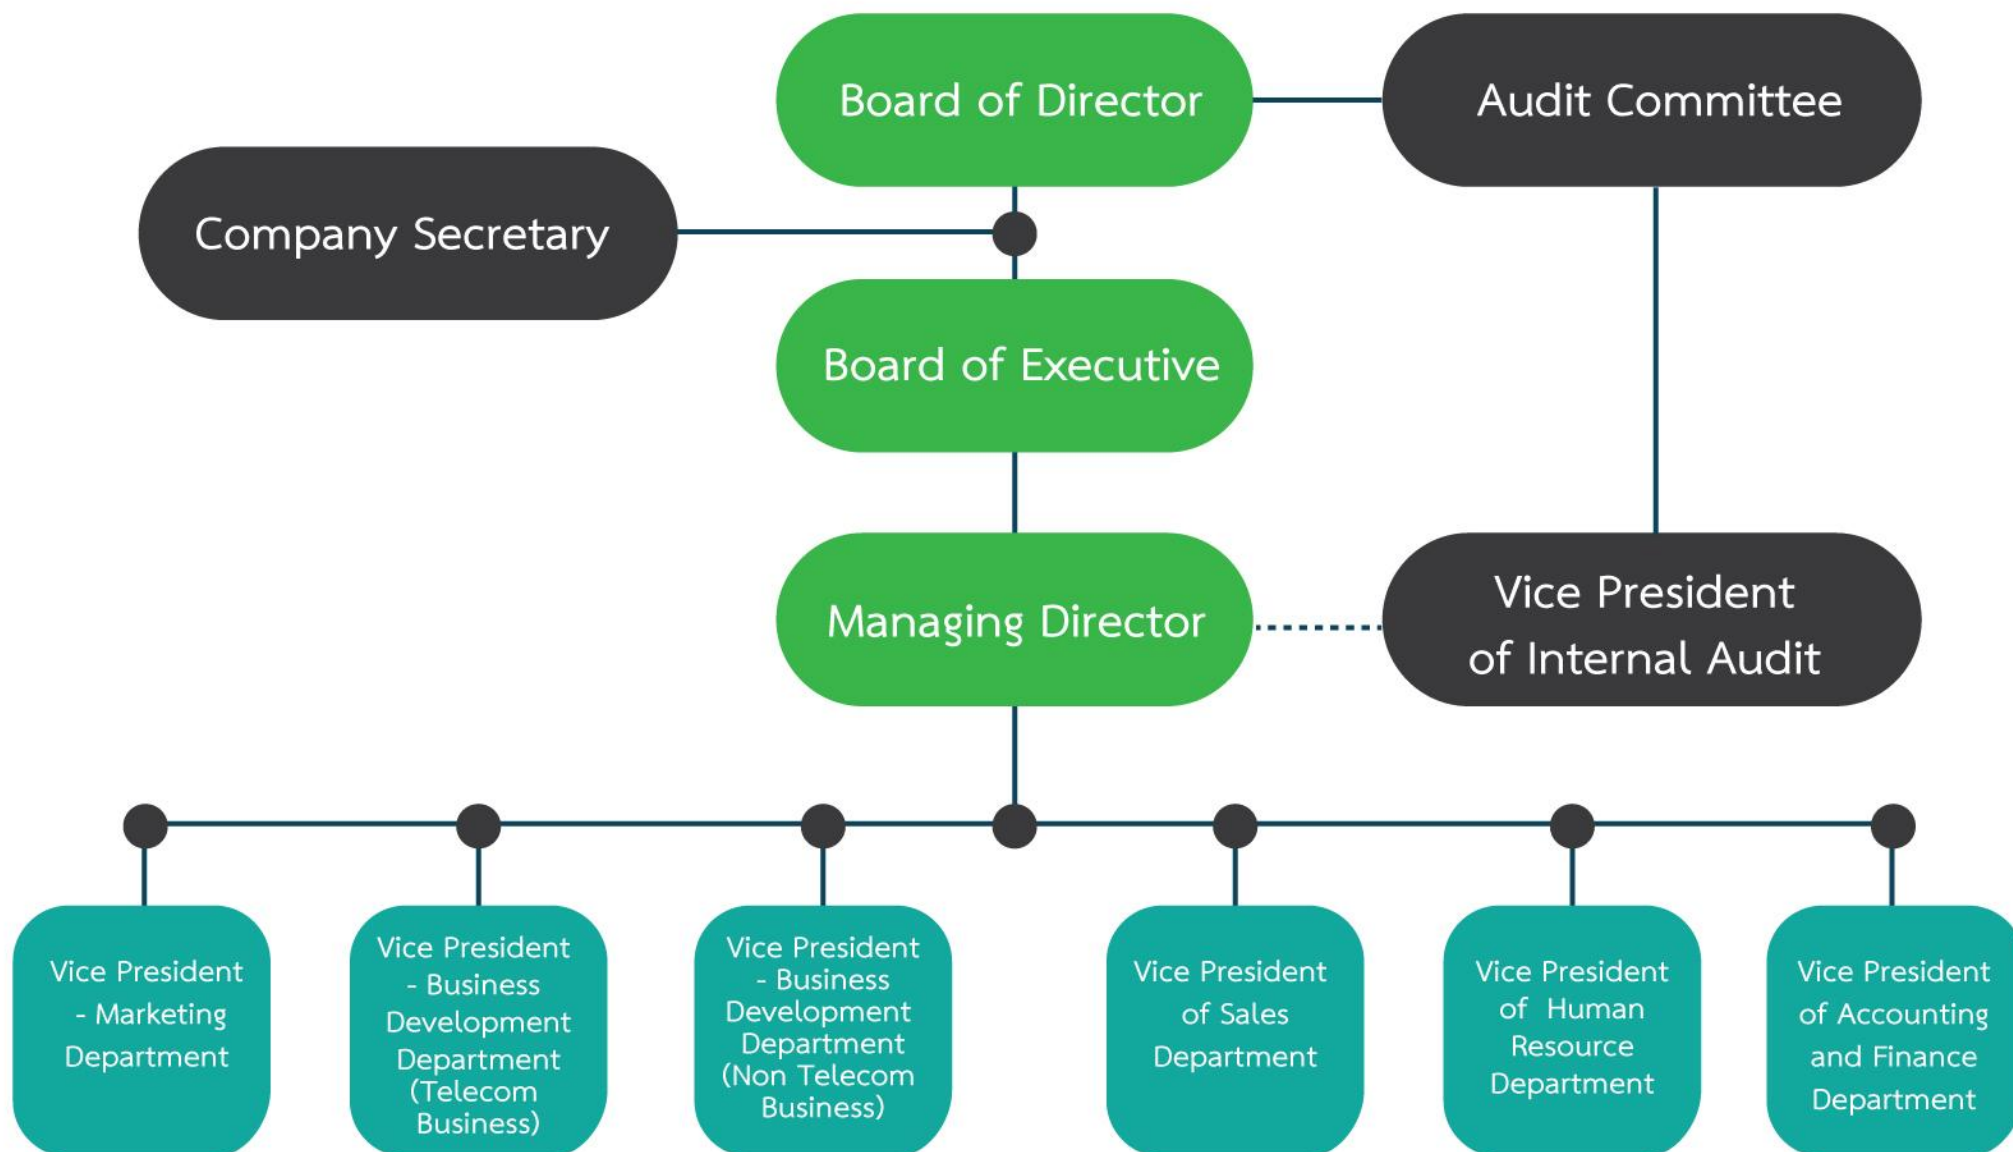 Board of Director
Audit Committee
Company Secretary
Board of Executive
Managing Director
Vice President
of Internal Audit
Vice President
- Marketing
Department
Vice President
- Business
Development
Department
(Telecom
Business)
Vice President
- Business
Development
Department
(Non Telecom
Business)
Vice President
of Sales
Department
Vice President
of Human
Resource
Department
Vice President
of Accounting
and Finance
Department